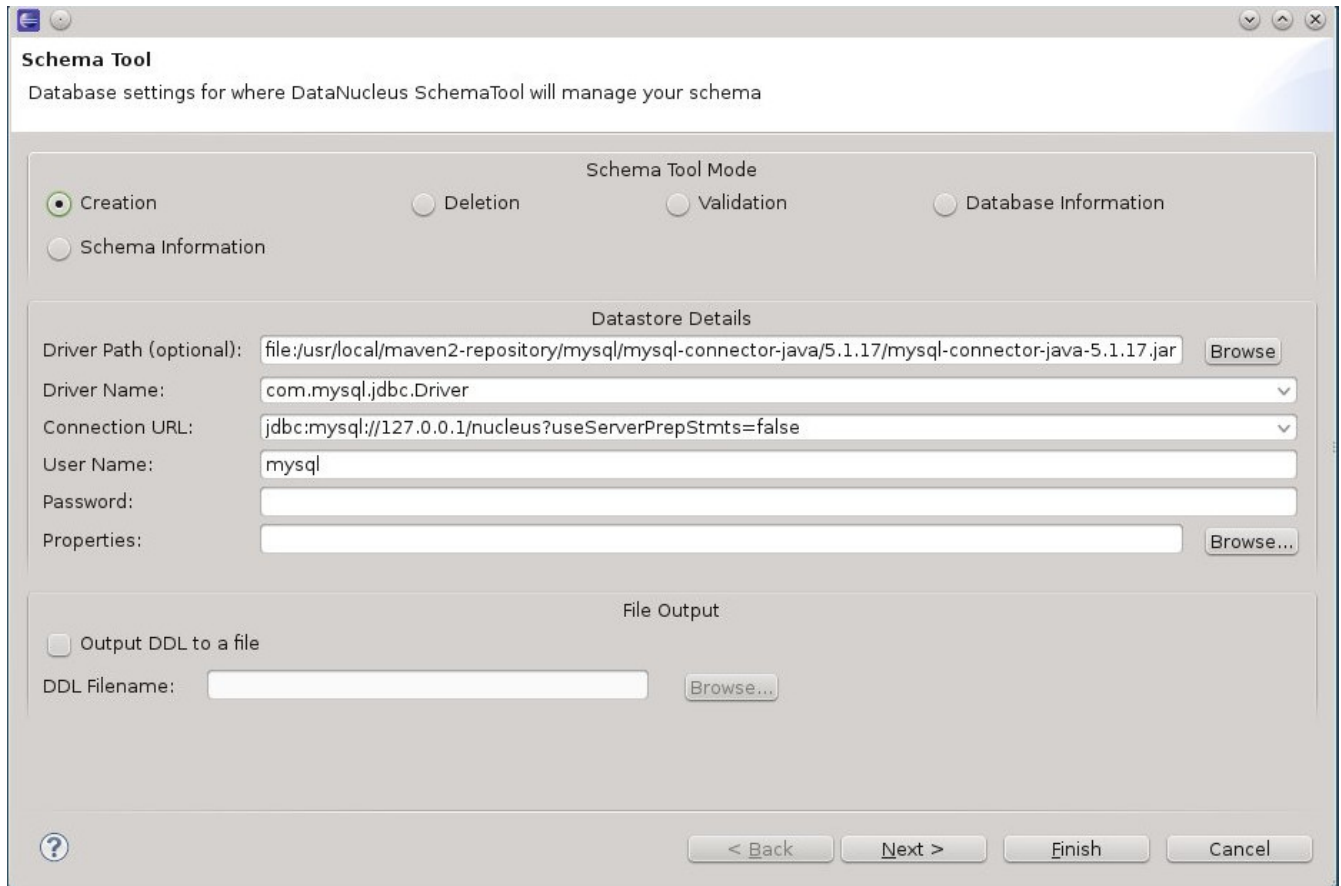 Schema Tool
Database settings for where DataNucleus SchemaTool will manage your schema
Schema Tool Mode
Creation Deletion Validation Database Information
Schema Information
Datastore Details
Driver Path (optional): file:/usr/local/maven2-repository/mysql/mysql-connector-java/5.1.17/mysql-connector-java-5.1.17.jar Browse
Driver Name: com.mysql.jdbc.Driver
Connection URL: jdbc:mysql://127.0.0.1/nucleus?useServerPrepStmts=false
User Name: mysql
Password:
Properties: Browse...
File Output
Output DDL to a file
DDL Filename: Browse...
? < Back Next > Finish Cancel